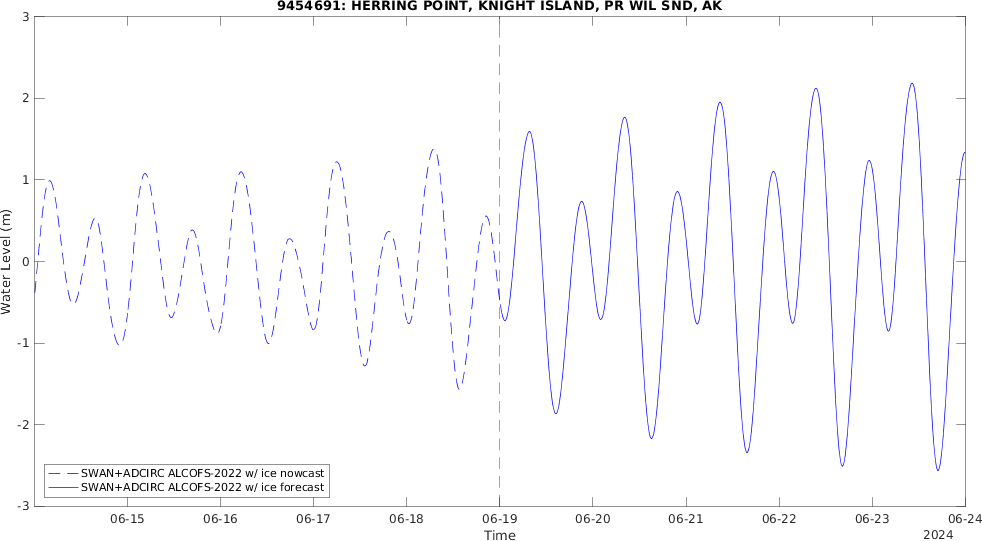 9454691: HERRING POINT, KNIGHT ISLAND, PR WIL SND, AK
3
2
1
0
-1
-2
-3
Water Level (m)
SWAN+ADCIRC ALCOFS-2022 w/ ice nowcast
SWAN+ADCIRC ALCOFS-2022 w/ ice forecast
06-15 06-16 06-17 06-18 06-19 06-20 06-21 06-22 06-23 06-24
Time
2024